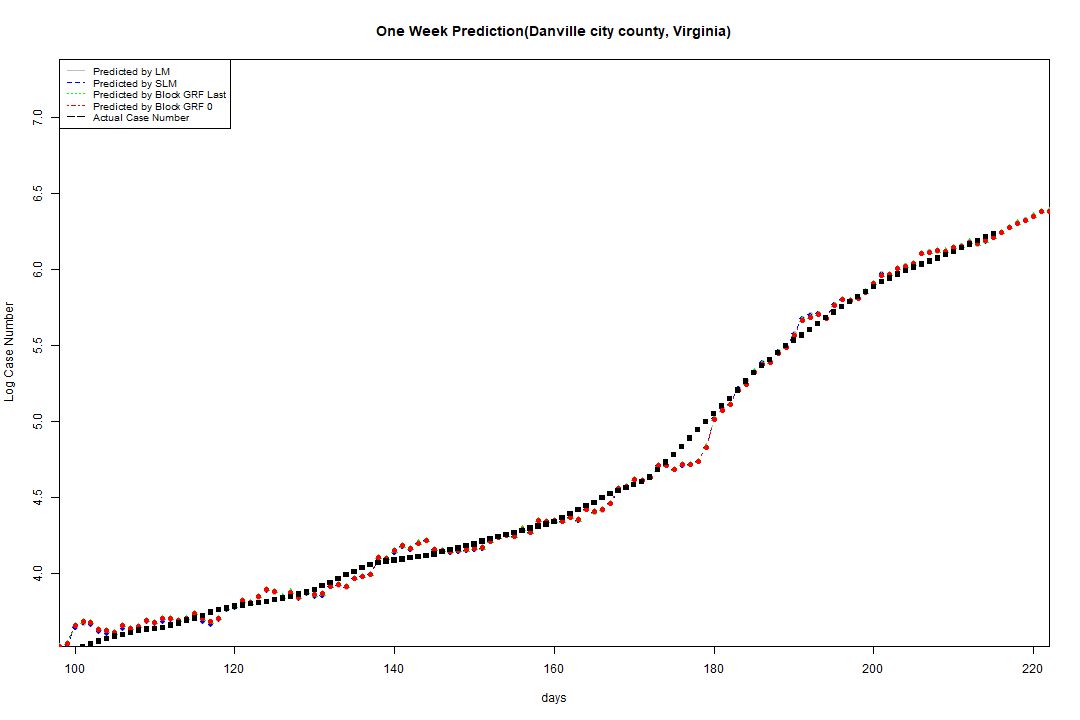 One Week Prediction(Danville city county, Virginia)
Predicted by LM
Predicted by SLM
Predicted by Block GRF Last
Predicted by Block GRF 0
Actual Case Number
Log Case Number
7.0
6.5
6.0
5.5
5.0
4.5
4.0
100 120 140 160 180 200 220
days